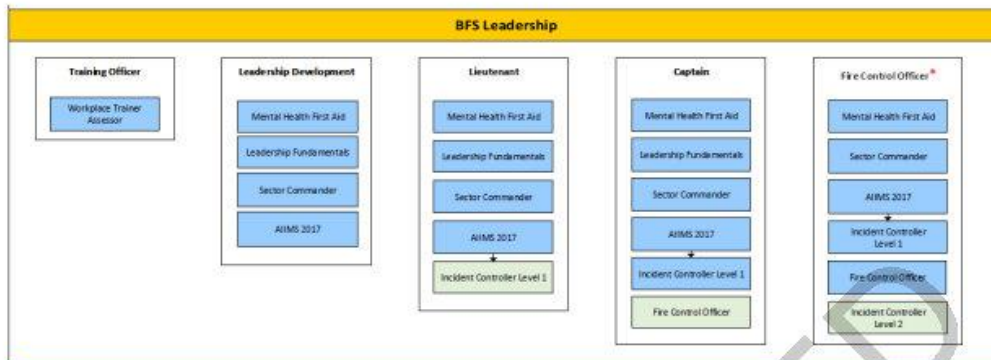 BFS Leadership
Training Officer
Workplace Trainer
Assessor
Leadership Development
Mental Health First Aid
Leadership Fundamentals
Sector Commander
AIIMS 2017
Lieutenant
Mental Health First Aid
Leadership Fundamentals
Sector Commander
AIIMS 2017
Incident Controller Level 1
Captain
Mental Health First Aid
Leadership Fundamentals
Sector Commander
AIIMS 2017
Incident Controller Level 1
Fire Control Officer
Fire Control Officer*
Mental Health First Aid
Sector Commander
AIIMS 2017
Incident Controller
Level 1
Fire Control Officer
Incident Controller
Level 2